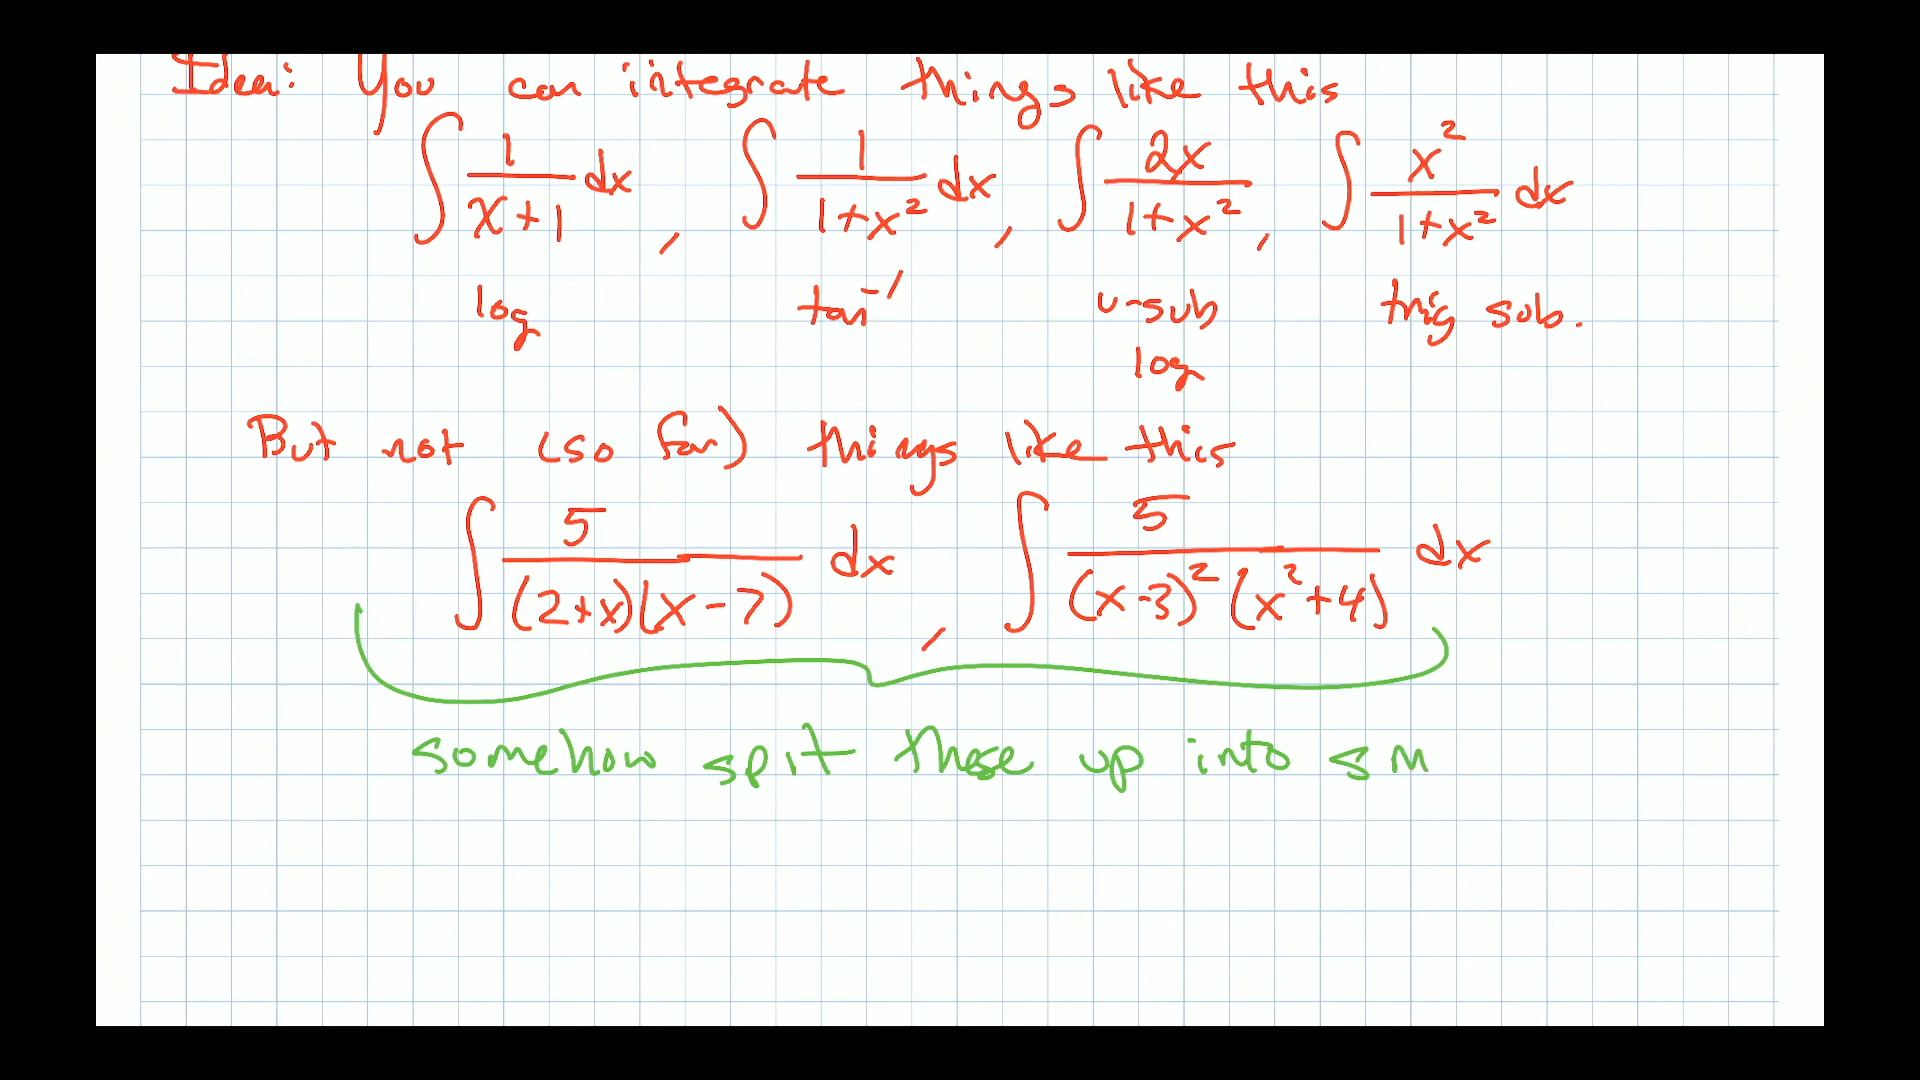 Idea: You can integrate things like this
∫ 1/(x+1) dx , ∫ 1/(1+x²) dx , ∫ 2x/(1+x²) , ∫ x²/(1+x²) dx
log tan⁻¹ u-sub trig sub.
log
But not (so far) things like this
∫ 5/((2+x)(x-7)) dx , ∫ 5/((x-3)²(x²+4)) dx
somehow spit these up into sm